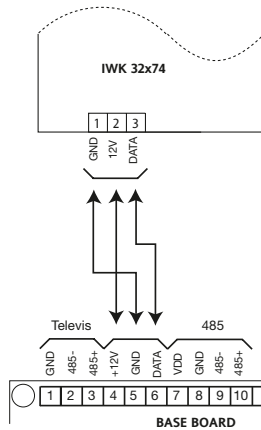 IWK 32x74
1 2 3
GND 12V DATA
Televis 485
GND 485- 485+ +12V GND DATA VDD GND 485- 485+
1 2 3 4 5 6 7 8 9 10
BASE BOARD